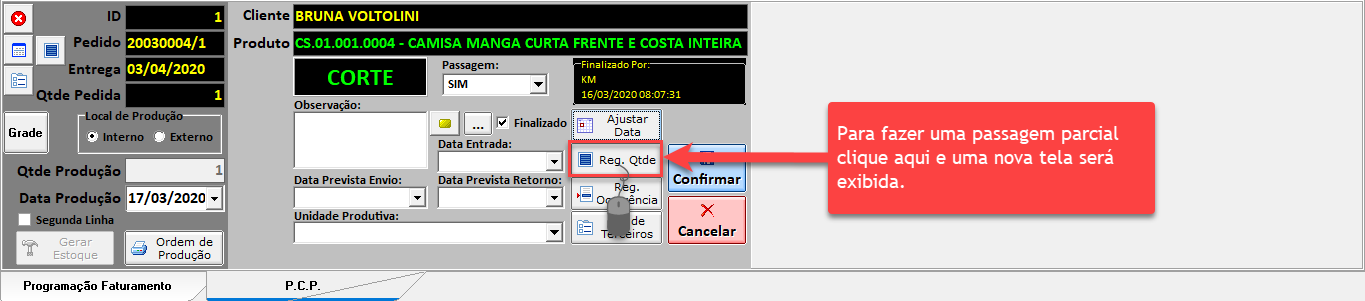 ID 1
Pedido 20030004/1
Entrega 03/04/2020
Qtde Pedida 1
Grade
Local de Produção
Interno Externo
Qtde Produção 1
Data Produção 17/03/2020
Segunda Linha
Gerar
Estoque
Ordem de
Produção
Cliente BRUNA VOLTOLINI
Produto CS.01.001.0004 - CAMISA MANGA CURTA FRENTE E COSTA INTEIRA
CORTE
Passagem:
SIM
Finalizado Por:
KM
16/03/2020 08:07:31
Observação:
... Finalizado
Data Entrada:
Data Prevista Envio:
Data Prevista Retorno:
Unidade Produtiva:
Ajustar
Data
Reg. Qtde
Reg.
de
Confirmar
Cancelar
Para fazer uma passagem parcial
clique aqui e uma nova tela será
exibida.
Programação Faturamento
P.C.P.